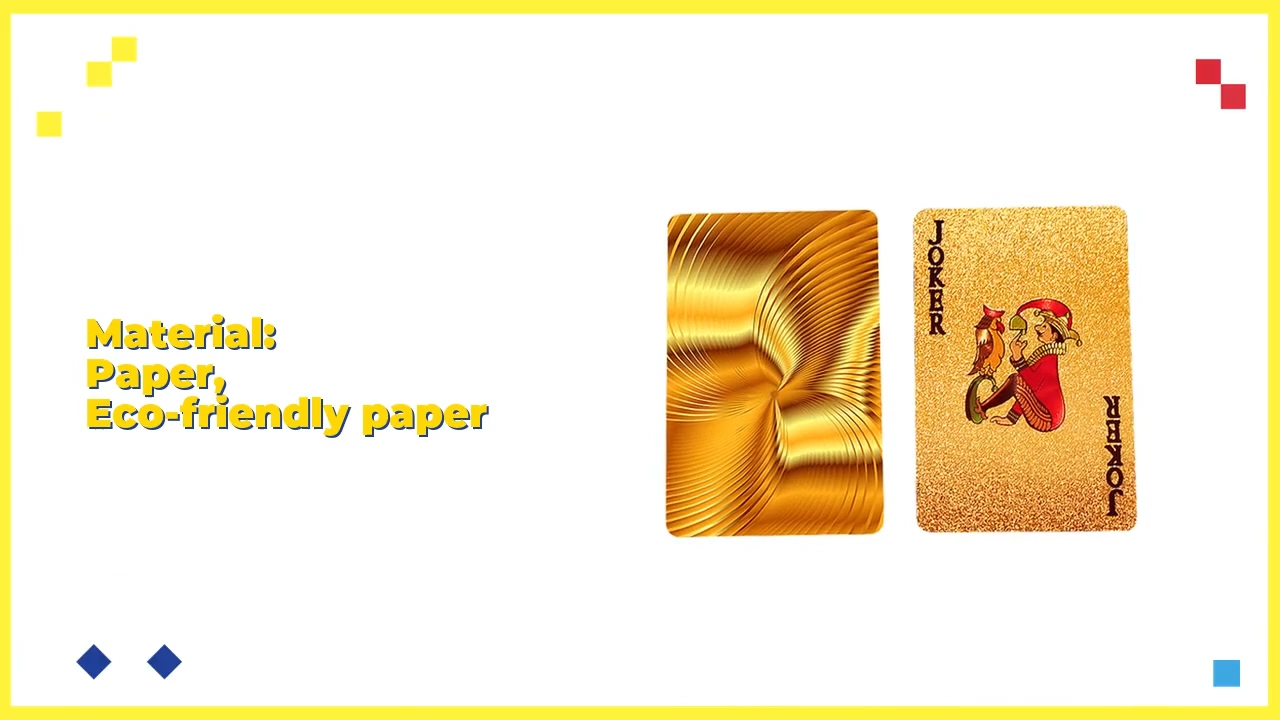 Material:
Paper,
Eco-friendly paper
JOKER
JOKER